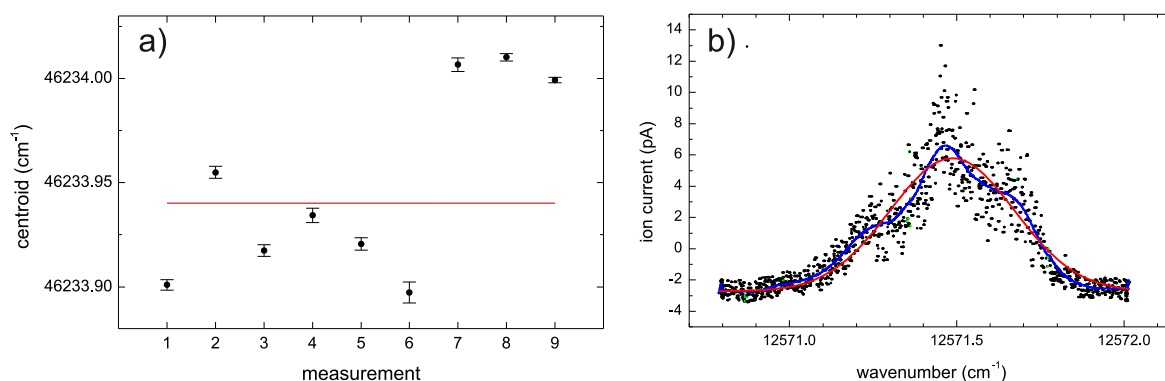 a)
centroid (cm-1)
46234.00
46233.95
46233.90
1 2 3 4 5 6 7 8 9
measurement
b)
ion current (pA)
14
12
10
8
6
4
2
0
-2
-4
12571.0 12571.5 12572.0
wavenumber (cm-1)